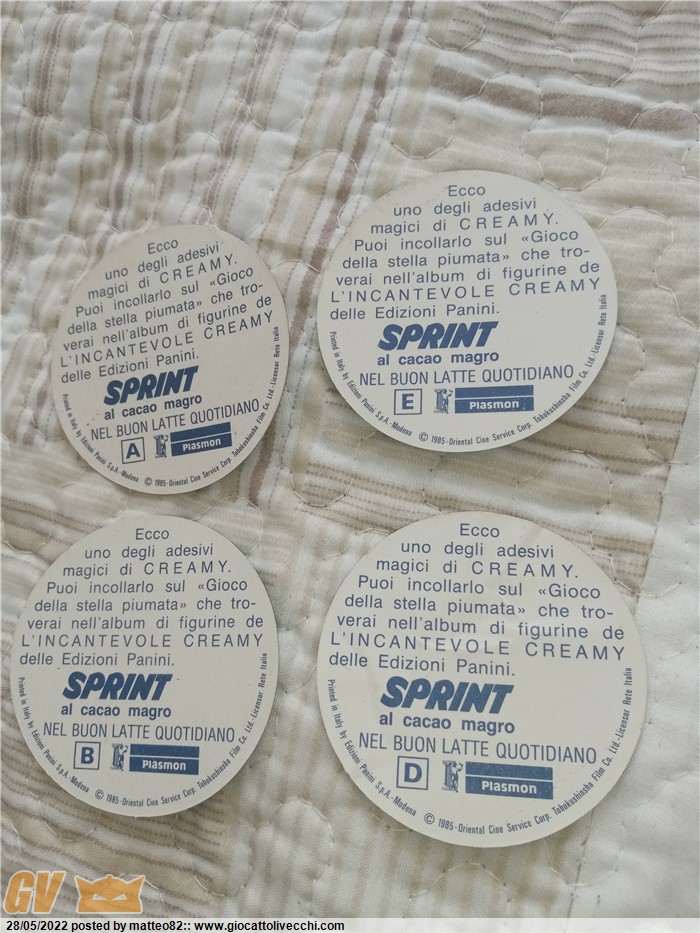 Ecco
uno degli adesivi
magici di CREAMY.
Puoi incollarlo sul «Gioco
della stella piumata» che tro-
verai nell'album di figurine de
L'INCANTEVOLE CREAMY
delle Edizioni Panini.
SPRINT
al cacao magro
NEL BUON LATTE QUOTIDIANO
A
Plasmon
Printed in Italy by Edizioni Panini S.p.A.-Modena © 1985-Oriental Cine Service Corp. Tohokushinsha Film Co. Ltd.-Licensor Rete Italia
Ecco
uno degli adesivi
magici di CREAMY.
Puoi incollarlo sul «Gioco
della stella piumata» che tro-
verai nell'album di figurine de
L'INCANTEVOLE CREAMY
delle Edizioni Panini.
SPRINT
al cacao magro
NEL BUON LATTE QUOTIDIANO
E
Plasmon
Printed in Italy by Edizioni Panini S.p.A.-Modena © 1985-Oriental Cine Service Corp. Tohokushinsha Film Co. Ltd.-Licensor Rete Italia
Ecco
uno degli adesivi
magici di CREAMY.
Puoi incollarlo sul «Gioco
della stella piumata» che tro-
verai nell'album di figurine de
L'INCANTEVOLE CREAMY
delle Edizioni Panini.
SPRINT
al cacao magro
NEL BUON LATTE QUOTIDIANO
B
Plasmon
Printed in Italy by Edizioni Panini S.p.A.-Modena © 1985-Oriental Cine Service Corp. Tohokushinsha Film Co. Ltd.-Licensor Rete Italia
Ecco
uno degli adesivi
magici di CREAMY.
Puoi incollarlo sul «Gioco
della stella piumata» che tro-
verai nell'album di figurine de
L'INCANTEVOLE CREAMY
delle Edizioni Panini.
SPRINT
al cacao magro
NEL BUON LATTE QUOTIDIANO
D
Plasmon
Printed in Italy by Edizioni Panini S.p.A.-Modena © 1985-Oriental Cine Service Corp. Tohokushinsha Film Co. Ltd.-Licensor Rete Italia
GV
28/05/2022 posted by matteo82:: www.giocattolivecchi.com